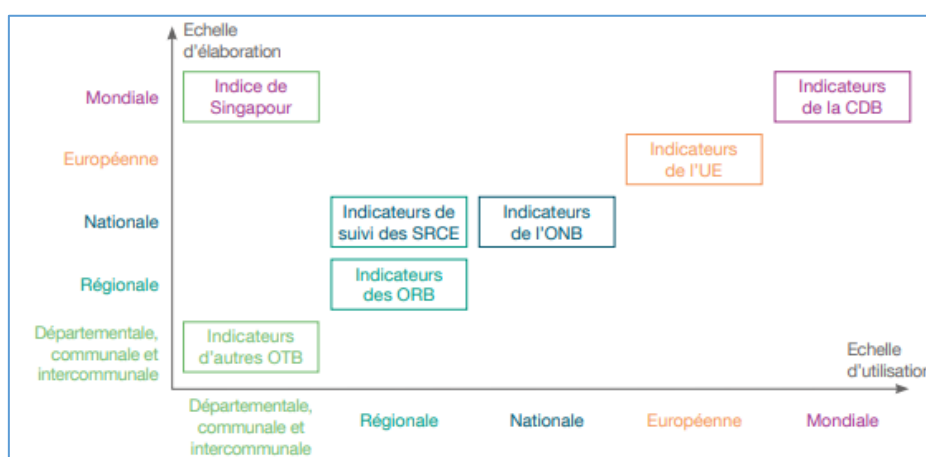 Echelle
d'élaboration
Mondiale
Indice de
Singapour
Indicateurs
de la CDB
Européenne
Indicateurs
de l'UE
Nationale
Indicateurs de
suivi des SRCE
Indicateurs
de l'ONB
Régionale
Indicateurs
des ORB
Départementale,
communale et
intercommunale
Indicateurs
d'autres OTB
Echelle
d'utilisation
Départementale,
communale et
intercommunale
Régionale
Nationale
Européenne
Mondiale